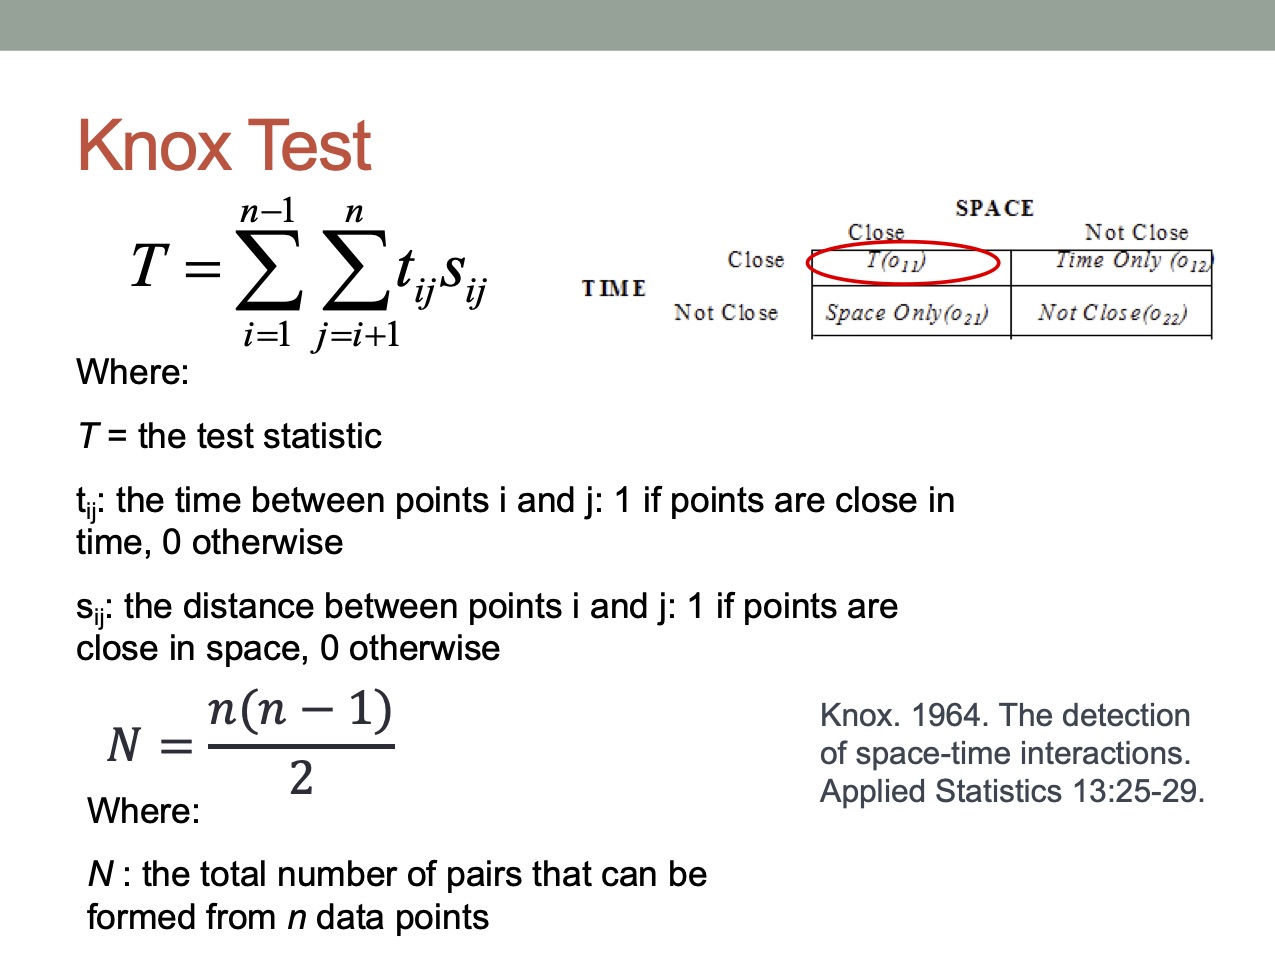 Knox Test
T = \sum_{i=1}^{n-1} \sum_{j=i+1}^{n} t_{ij} s_{ij}
SPACE
Close Not Close
TIME
Close T(o_{11}) Time Only (o_{12})
Not Close Space Only(o_{21}) Not Close(o_{22})
Where:
T = the test statistic
t_{ij}: the time between points i and j: 1 if points are close in
time, 0 otherwise
s_{ij}: the distance between points i and j: 1 if points are
close in space, 0 otherwise
N = \frac{n(n − 1)}{2}
Where:
N : the total number of pairs that can be
formed from n data points
Knox. 1964. The detection
of space-time interactions.
Applied Statistics 13:25-29.